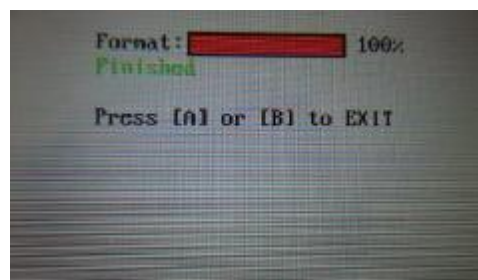 Format: 100%
Finished
Press [A] or [B] to EXIT